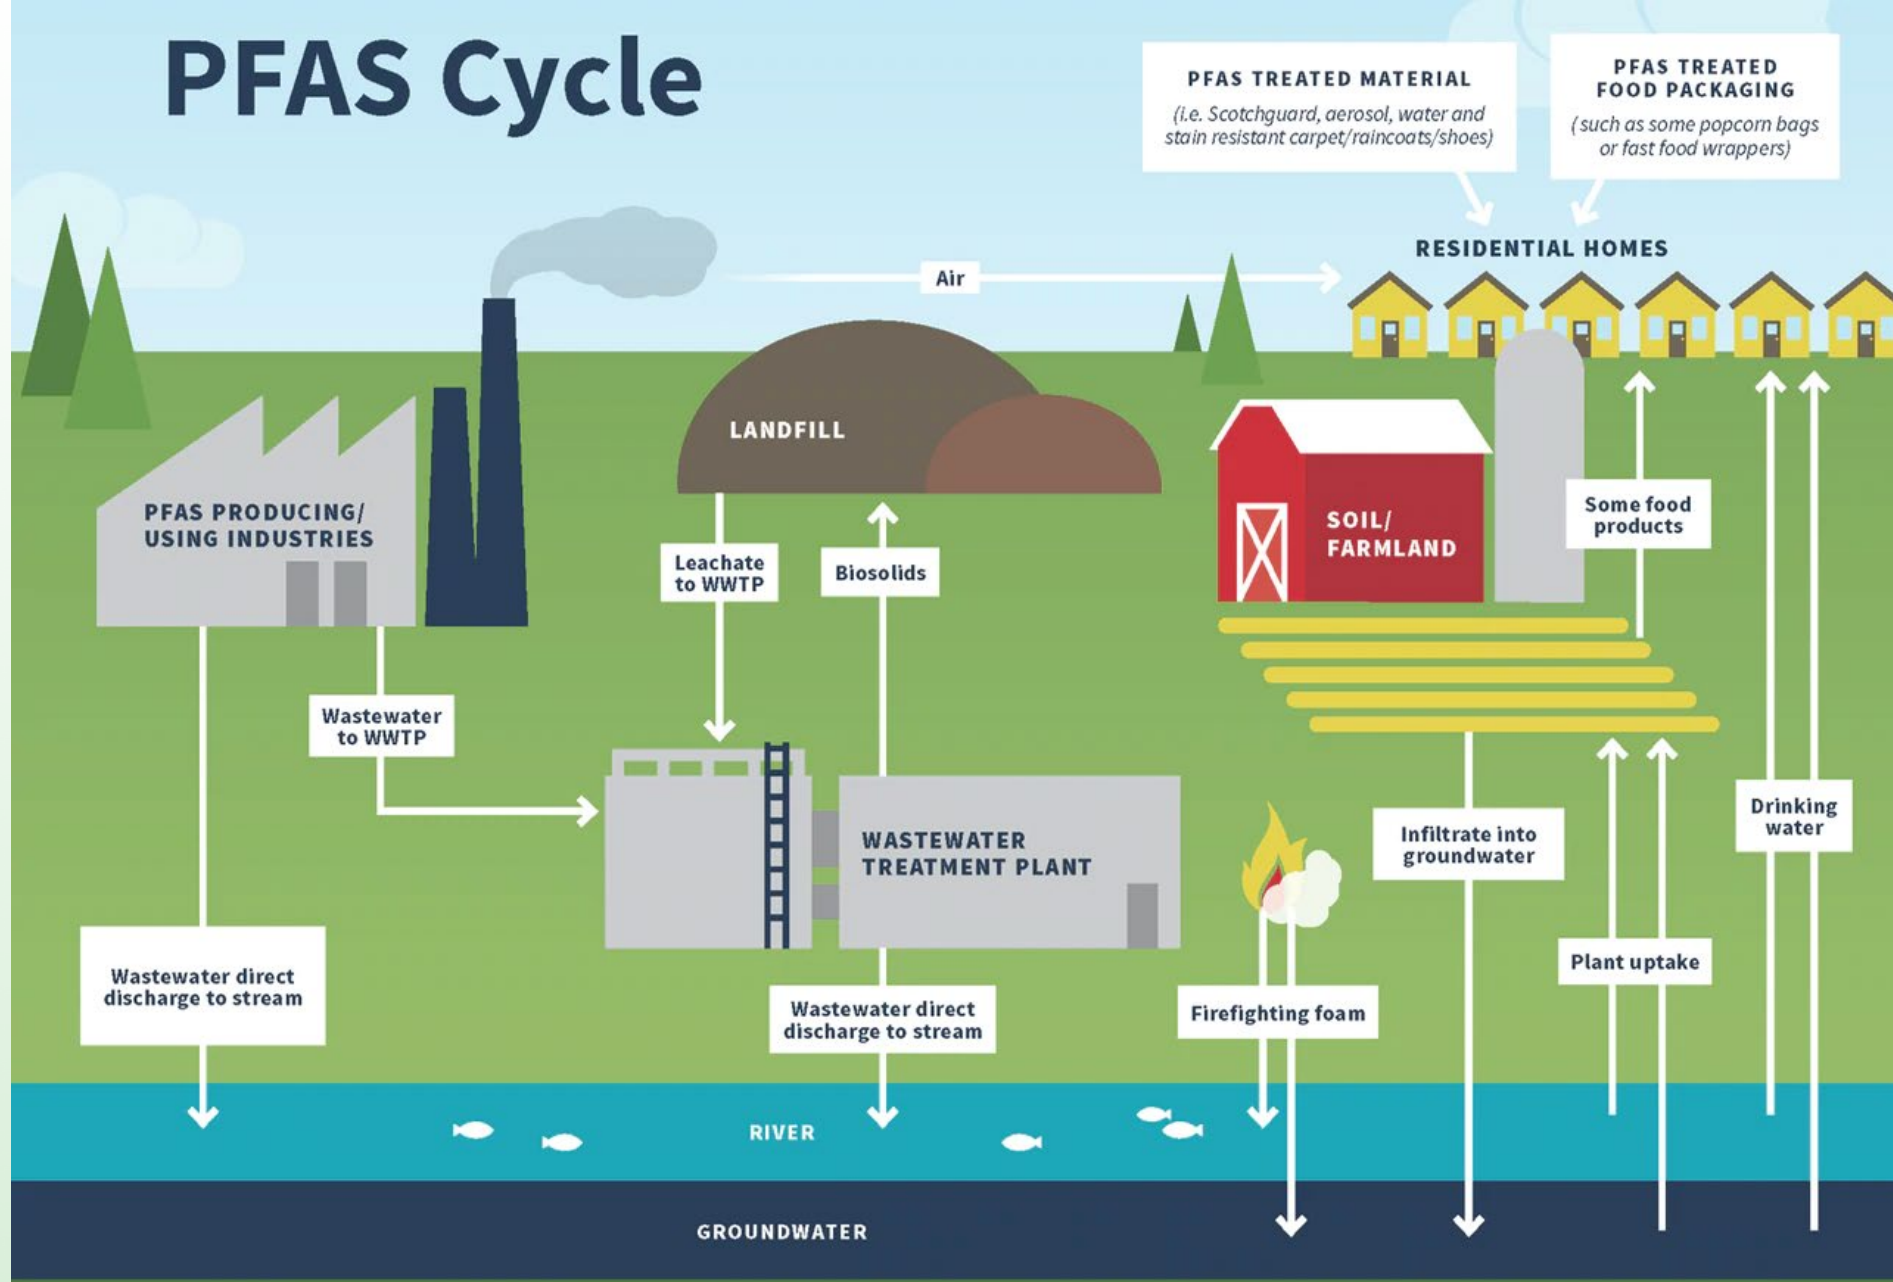 PFAS Cycle
PFAS TREATED MATERIAL
(i.e. Scotchguard, aerosol, water and
stain resistant carpet/raincoats/shoes)
PFAS TREATED
FOOD PACKAGING
(such as some popcorn bags
or fast food wrappers)
RESIDENTIAL HOMES
Air
LANDFILL
PFAS PRODUCING/
USING INDUSTRIES
Leachate
to WWTP
Biosolids
SOIL/
FARMLAND
Some food
products
Wastewater
to WWTP
WASTEWATER
TREATMENT PLANT
Infiltrate into
groundwater
Drinking
water
Plant uptake
Wastewater direct
discharge to stream
Wastewater direct
discharge to stream
Firefighting foam
RIVER
GROUNDWATER